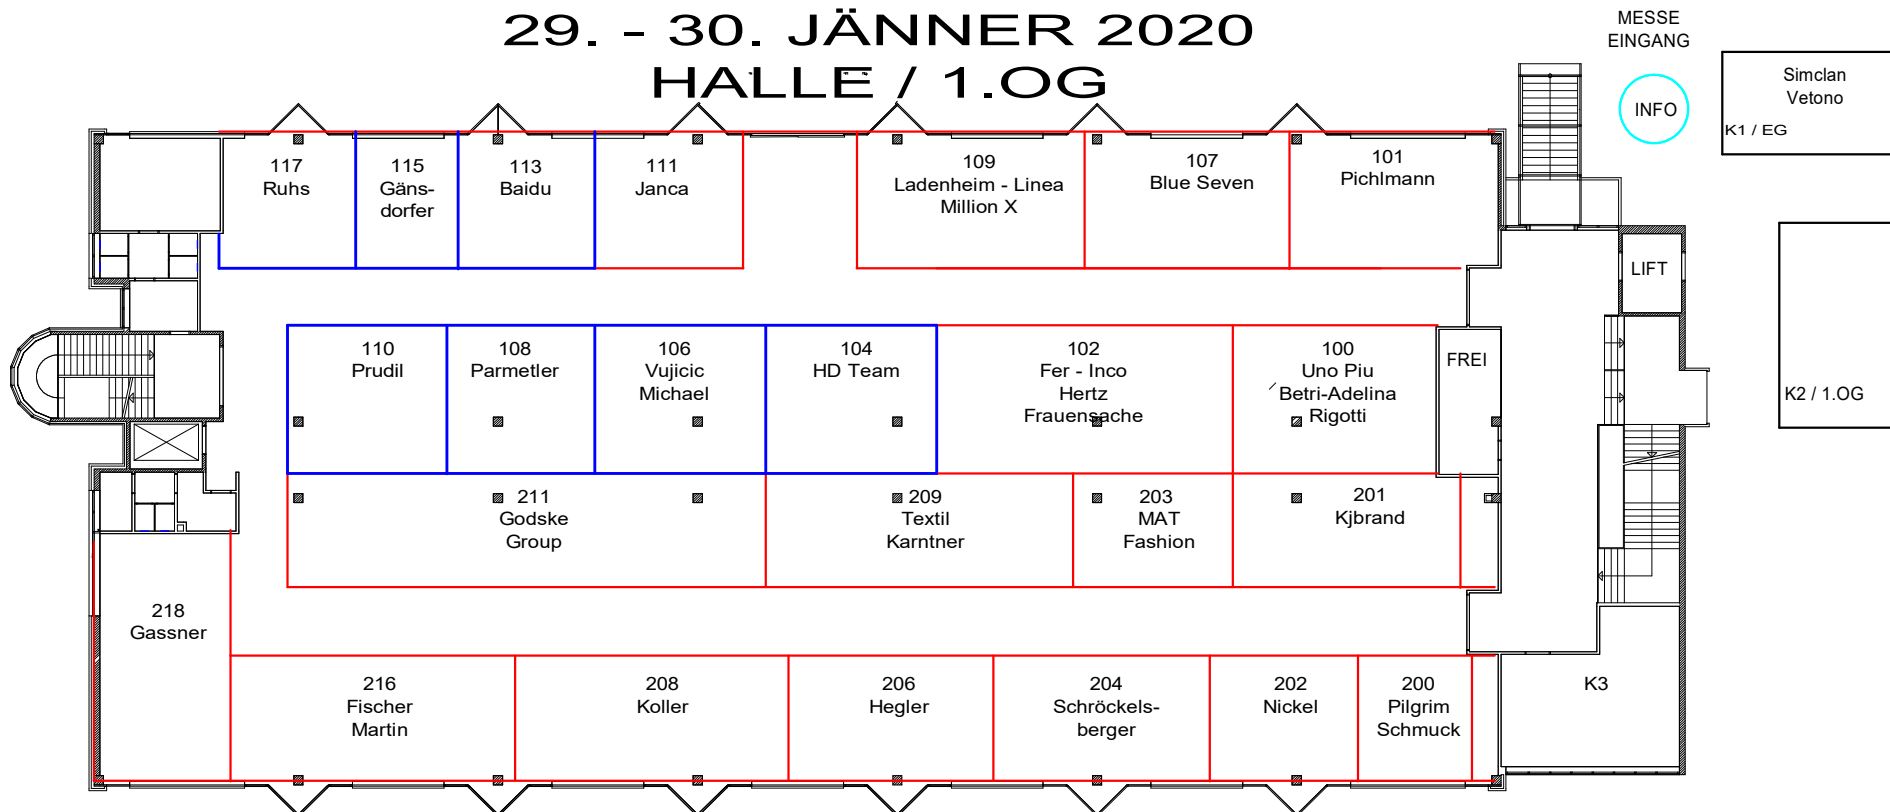 29. - 30. JÄNNER 2020
HALLE / 1.OG
MESSE
EINGANG
INFO
Simclan
Vetono
K1 / EG
117
Ruhs
115
Gäns-
dorfer
113
Baidu
111
Janca
109
Ladenheim - Linea
Million X
107
Blue Seven
101
Pichlmann
LIFT
110
Prudil
108
Parmetler
106
Vujicic
Michael
104
HD Team
102
Fer - Inco
Hertz
Frauensache
100
Uno Piu
Betri-Adelina
Rigotti
FREI
K2 / 1.OG
211
Godske
Group
209
Textil
Karntner
203
MAT
Fashion
201
Kjbrand
218
Gassner
216
Fischer
Martin
208
Koller
206
Hegler
204
Schröckels-
berger
202
Nickel
200
Pilgrim
Schmuck
K3